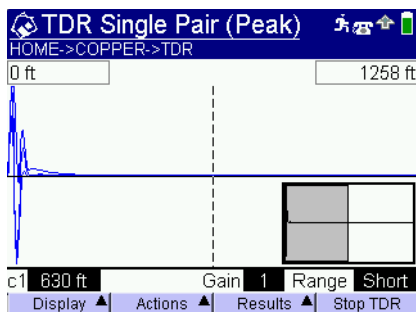 TDR Single Pair (Peak)
HOME->COPPER->TDR
0 ft 1258 ft
c1 630 ft Gain 1 Range Short
Display Actions Results Stop TDR